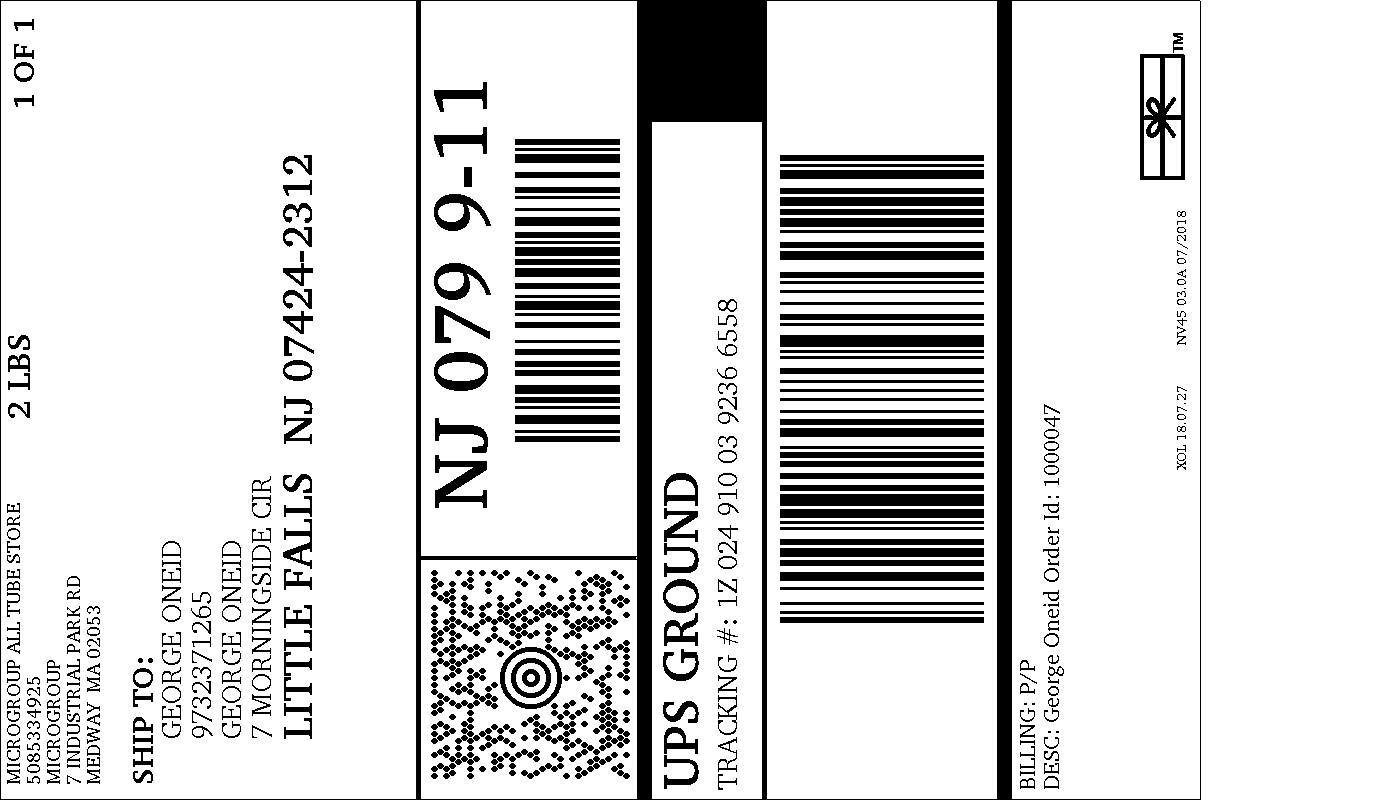 MICROGROUP ALL TUBE STORE
5085334925
MICROGROUP
7 INDUSTRIAL PARK RD
MEDWAY MA 02053
2 LBS
1 OF 1
SHIP TO:
GEORGE ONEID
9732371265
GEORGE ONEID
7 MORNINGSIDE CIR
LITTLE FALLS NJ 07424-2312
NJ 079 9-11
UPS GROUND
TRACKING #: 1Z 024 910 03 9236 6558
BILLING: P/P
DESC: George Oneid Order Id: 1000047
XOL 18.07.27 NV45 03.0A 07/2018
TM